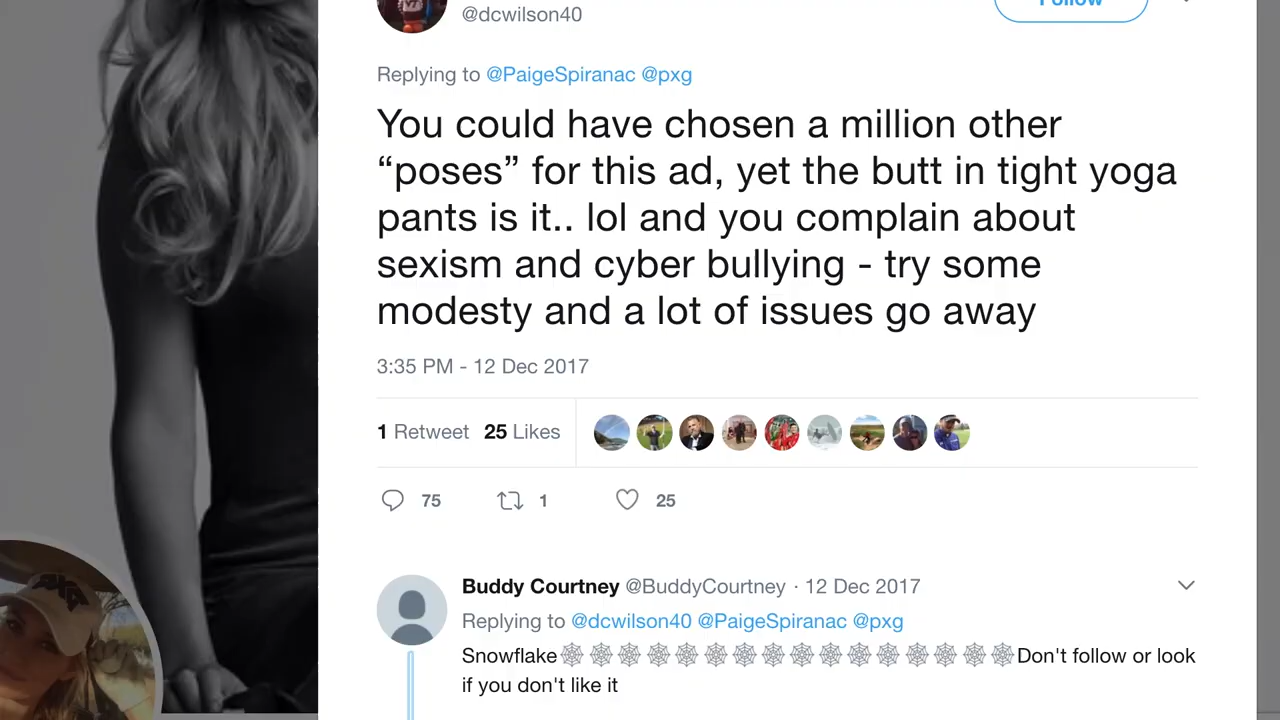 @dcwilson40
Follow
Replying to @PaigeSpiranac @pxg
You could have chosen a million other
“poses” for this ad, yet the butt in tight yoga
pants is it.. lol and you complain about
sexism and cyber bullying - try some
modesty and a lot of issues go away
3:35 PM - 12 Dec 2017
1 Retweet 25 Likes
75 1 25
Buddy Courtney @BuddyCourtney · 12 Dec 2017
Replying to @dcwilson40 @PaigeSpiranac @pxg
Snowflake🕸🕸🕸🕸🕸🕸🕸🕸🕸🕸🕸🕸🕸🕸🕸🕸Don't follow or look
if you don't like it